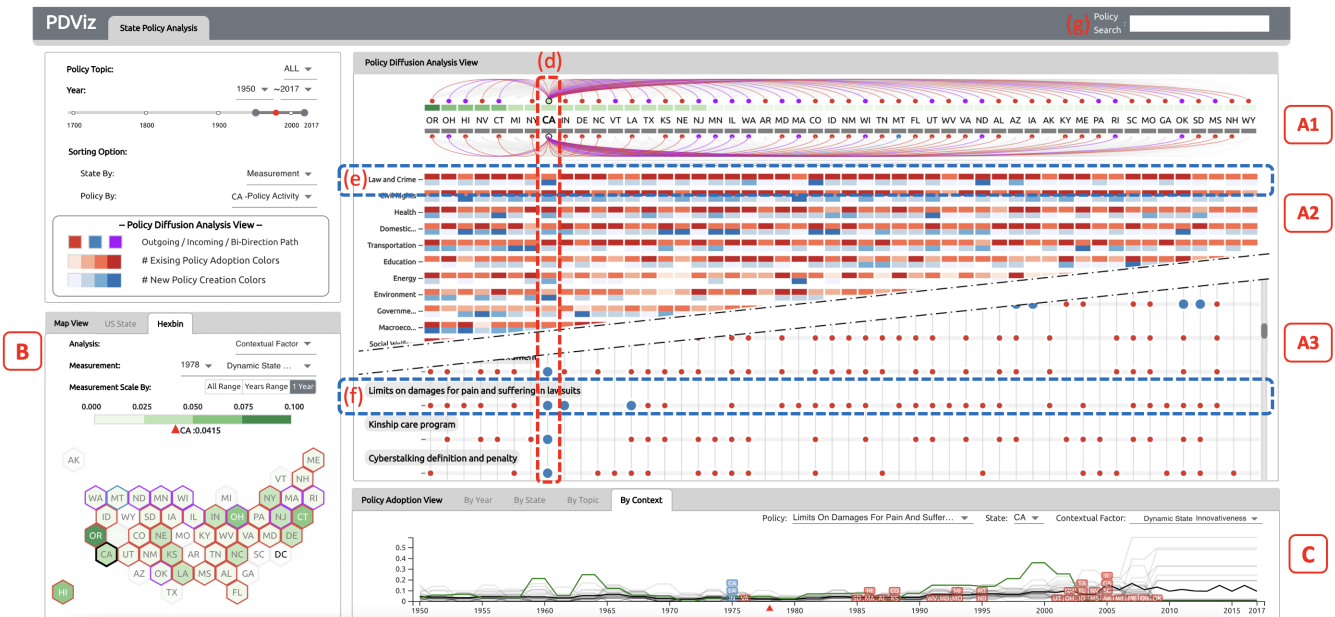 PDViz
State Policy Analysis
(g)
Policy
Search :
Policy Topic:
ALL
Year:
1950 ~2017
1700 1800 1900 2000 2017
Sorting Option:
State By: Measurement
Policy By: CA -Policy Activity
-- Policy Diffusion Analysis View --
Outgoing / Incoming / Bi-Direction Path
# Exising Policy Adoption Colors
# New Policy Creation Colors
Policy Diffusion Analysis View
(d)
OR OH HI NV CT MI NY CA IN DE NC VT LA TX KS NE NJ MN IL WA AR MD MA CO ID NM WI TN MT FL UT WV VA ND AL AZ IA AK KY ME PA RI SC MO GA OK SD MS NH WY
A1
(e)
Law and Crime
Civil Rights
Health
Domestic...
Transportation
Education
Energy
Environment
Governme...
Macroeco...
A2
A3
(f)
Limits on damages for pain and suffering in lawsuits
Kinship care program
Cyberstalking definition and penalty
B
Map View US State Hexbin
Analysis: Contextual Factor
Measurement: 1978 Dynamic State ...
Measurement Scale By: All Range Years Range 1 Year
0.000 0.025 0.050 0.075 0.100
CA :0.0415
AK ME
VT NH
WA MT ND MN WI MI NY MA RI
ID WY SD IA IL IN OH PA NJ CT
OR CO NE MO KY WV VA MD DE
CA UT NM KS AR TN NC SC DC
AZ OK LA MS AL GA
HI TX FL
Policy Adoption View By Year By State By Topic By Context
Policy: Limits On Damages For Pain And Suffer... State: CA Contextual Factor: Dynamic State Innovativeness
0.5
0.4
0.3
0.2
0.1
0
CA
LA
IN
1950 1955 1960 1965 1970 1975 1980 1985 1990 1995 2000 2005 2010 2015 2017
C